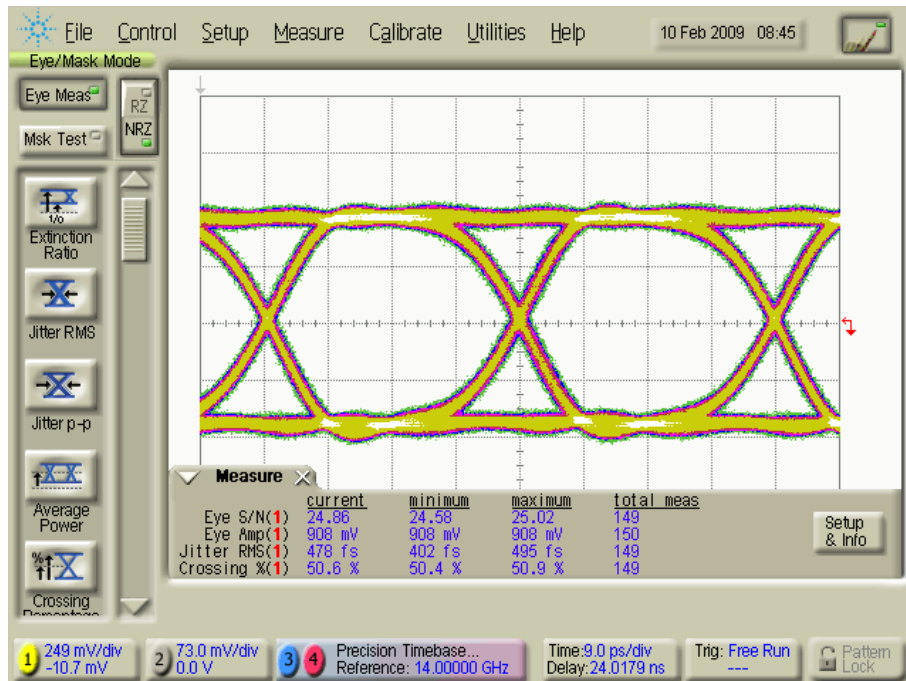 File Control Setup Measure Calibrate Utilities Help 10 Feb 2009 08:45
Eye/Mask Mode
Eye Meas
RZ
NRZ
Msk Test
1/0
Extinction
Ratio
Jitter RMS
Jitter p-p
Average
Power
%
Crossing
Measure
current minimum maximum total meas
Eye S/N(1) 24.86 24.58 25.02 149
Eye Amp(1) 908 mV 908 mV 908 mV 150
Jitter RMS(1) 478 fs 402 fs 495 fs 149
Crossing %(1) 50.6 % 50.4 % 50.9 % 149
Setup
& Info
1 249 mV/div
-10.7 mV
2 73.0 mV/div
0.0 V
3 4 Precision Timebase...
Reference: 14.00000 GHz
Time:9.0 ps/div
Delay:24.0179 ns
Trig: Free Run
---
Pattern
Lock